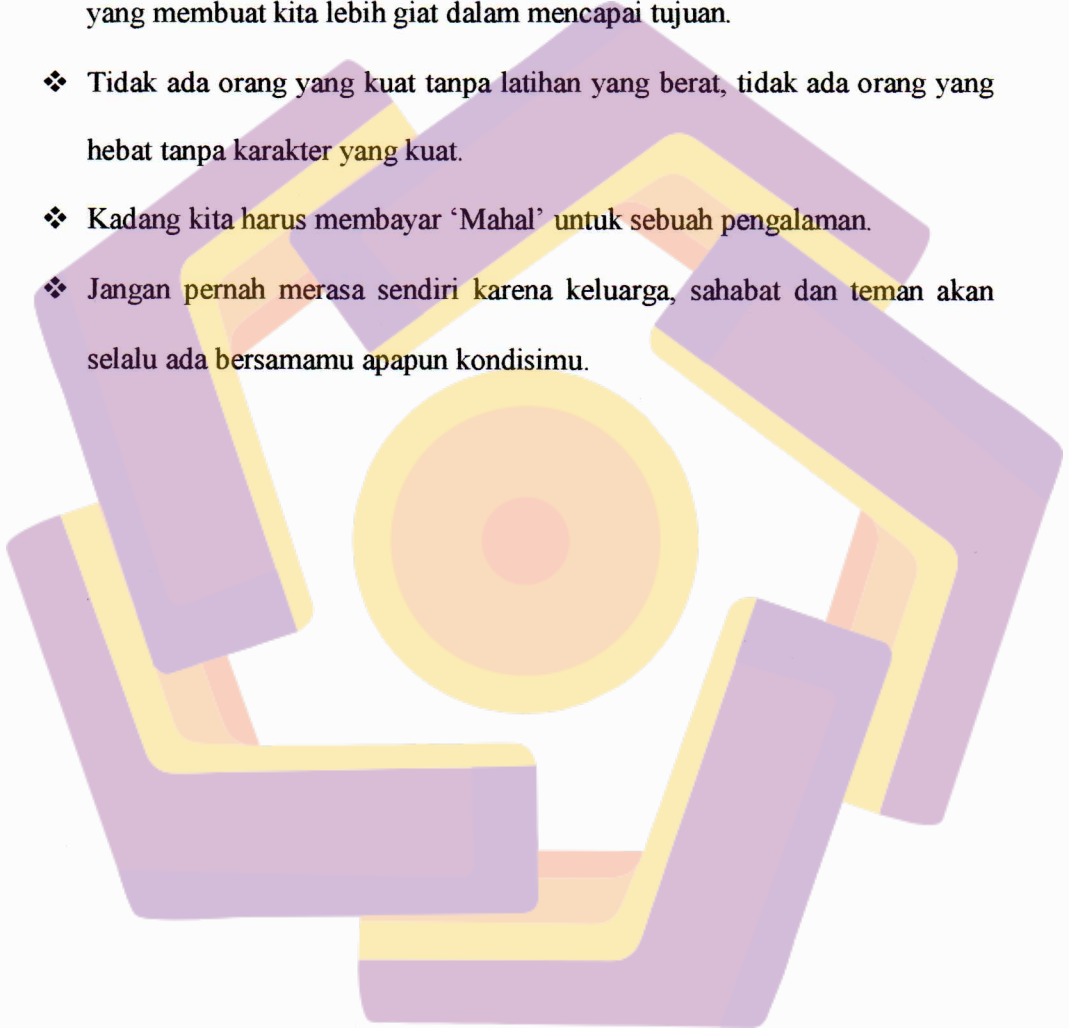 yang membuat kita lebih giat dalam mencapai tujuan.
❖ Tidak ada orang yang kuat tanpa latihan yang berat, tidak ada orang yang
hebat tanpa karakter yang kuat.
❖ Kadang kita harus membayar ‘Mahal’ untuk sebuah pengalaman.
❖ Jangan pernah merasa sendiri karena keluarga, sahabat dan teman akan
selalu ada bersamamu apapun kondisimu.